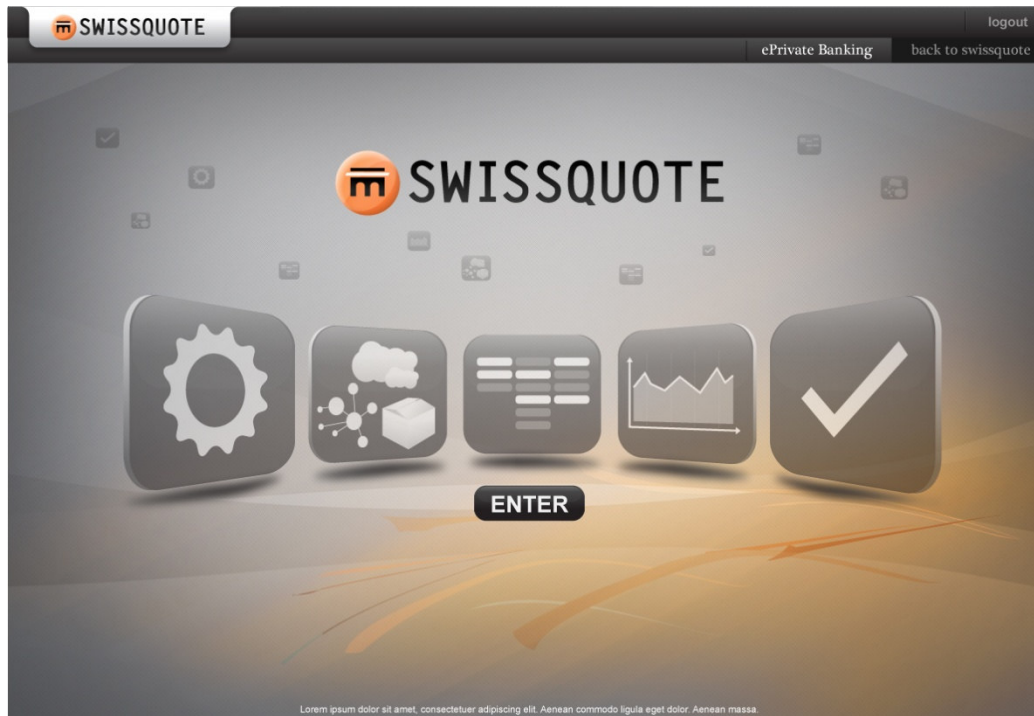 SWISSQUOTE
logout
ePrivate Banking
back to swissquote
SWISSQUOTE
ENTER
Lorem ipsum dolor sit amet, consectetuer adipiscing elit. Aenean commodo ligula eget dolor. Aenean massa.